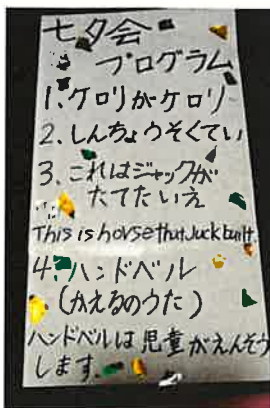 七夕会
プログラム
1、ケロリがケロリ
2、しんちょうそくてい
3、これはジャックが
たてたいえ
This is hovse that Juck built.
4、ハンドベル
(かえるのうた)
ハンドベルは児童がえんそう
します。